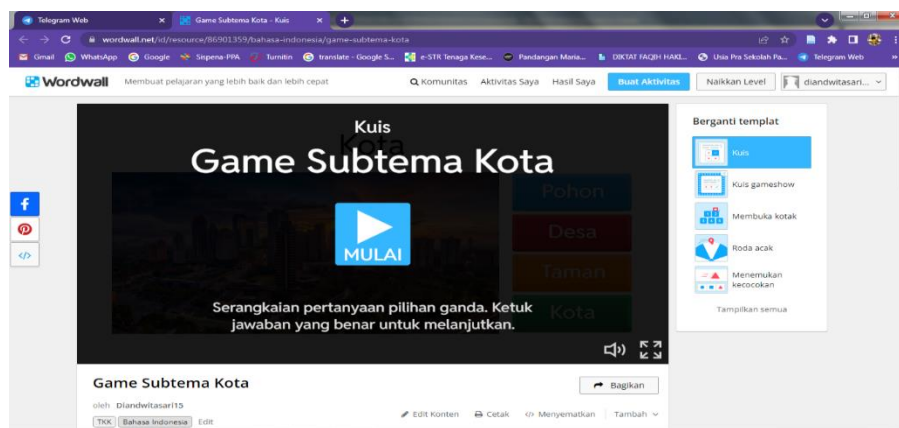 Telegram Web
Game Subtema Kota - Kuis
wordwall.net/id/resource/86901359/bahasa-indonesia/game-subtema-kota
Gmail WhatsApp Google Sinpena-PPA Turnitin translate - Google S... e-STR Tenaga Kese... Pandangan Maria... DIKTAT FAQIH HAKI... Usia Pra Sekolah Pa... Telegram Web
Wordwall Membuat pelajaran yang lebih baik dan lebih cepat Komunitas Aktivitas Saya Hasil Saya Buat Aktivitas Naikkan Level diandwitasari...
Kuis
Kota
Game Subtema Kota
MULAI
Pohon
Desa
Taman
Kota
Serangkaian pertanyaan pilihan ganda. Ketuk
jawaban yang benar untuk melanjutkan.
Berganti templat
Kuis
Kuis gameshow
Membuka kotak
Roda acak
Menemukan
kecocokan
Tampilkan semua
Game Subtema Kota
Bagikan
oleh Diandwitasari15
Edit Konten Cetak Menyematkan Tambah
TKK Bahasa Indonesia Edit